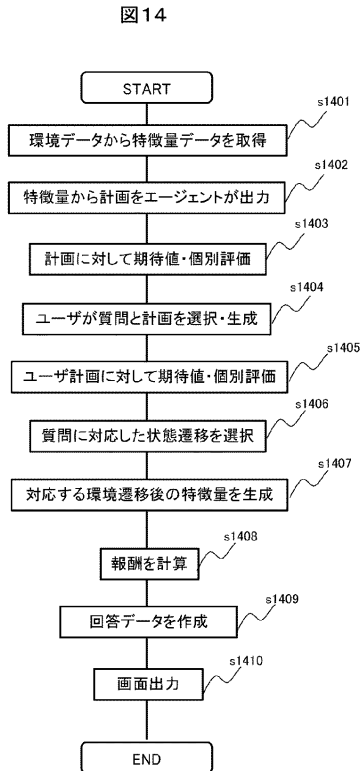 図14
START
s1401
環境データから特徴量データを取得
s1402
特徴量から計画をエージェントが出力
s1403
計画に対して期待値・個別評価
s1404
ユーザが質問と計画を選択・生成
s1405
ユーザ計画に対して期待値・個別評価
s1406
質問に対応した状態遷移を選択
s1407
対応する環境遷移後の特徴量を生成
s1408
報酬を計算
s1409
回答データを作成
s1410
画面出力
END